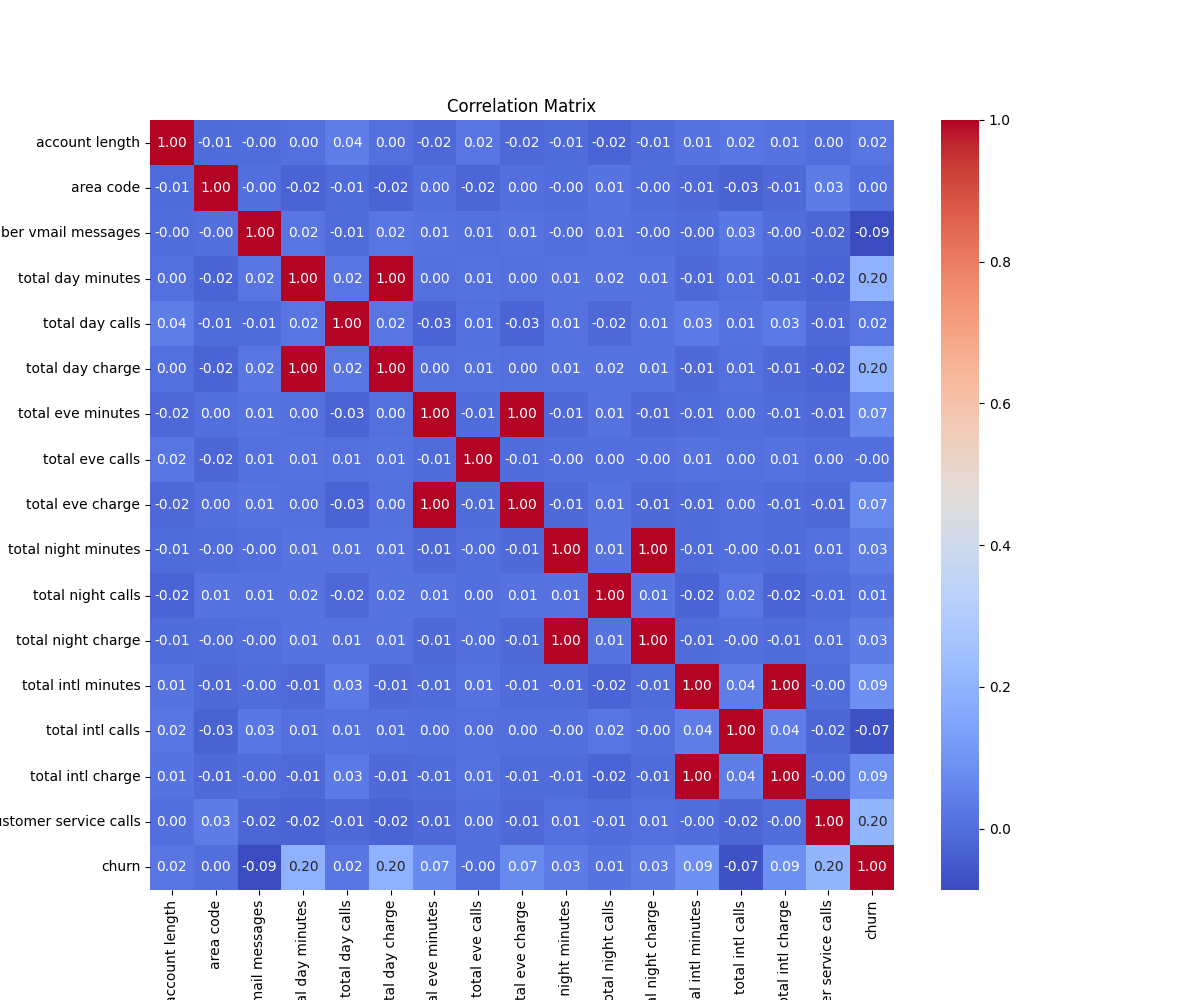 Correlation Matrix
account length 1.00 -0.01 -0.00 0.00 0.04 0.00 -0.02 0.02 -0.02 -0.01 -0.02 -0.01 0.01 0.02 0.01 0.00 0.02
area code -0.01 1.00 -0.00 -0.02 -0.01 -0.02 0.00 -0.02 0.00 -0.00 0.01 -0.00 -0.01 -0.03 -0.01 0.03 0.00
ber vmail messages -0.00 -0.00 1.00 0.02 -0.01 0.02 0.01 0.01 0.01 -0.00 0.01 -0.00 -0.00 0.03 -0.00 -0.02 -0.09
total day minutes 0.00 -0.02 0.02 1.00 0.02 1.00 0.00 0.01 0.00 0.01 0.02 0.01 -0.01 0.01 -0.01 -0.02 0.20
total day calls 0.04 -0.01 -0.01 0.02 1.00 0.02 -0.03 0.01 -0.03 0.01 -0.02 0.01 0.03 0.01 0.03 -0.01 0.02
total day charge 0.00 -0.02 0.02 1.00 0.02 1.00 0.00 0.01 0.00 0.01 0.02 0.01 -0.01 0.01 -0.01 -0.02 0.20
total eve minutes -0.02 0.00 0.01 0.00 -0.03 0.00 1.00 -0.01 1.00 -0.01 0.01 -0.01 -0.01 0.00 -0.01 -0.01 0.07
total eve calls 0.02 -0.02 0.01 0.01 0.01 0.01 -0.01 1.00 -0.01 -0.00 0.00 -0.00 0.01 0.00 0.01 0.00 -0.00
total eve charge -0.02 0.00 0.01 0.00 -0.03 0.00 1.00 -0.01 1.00 -0.01 0.01 -0.01 -0.01 0.00 -0.01 -0.01 0.07
total night minutes -0.01 -0.00 -0.00 0.01 0.01 0.01 -0.01 -0.00 -0.01 1.00 0.01 1.00 -0.01 -0.00 -0.01 0.01 0.03
total night calls -0.02 0.01 0.01 0.02 -0.02 0.02 0.01 0.00 0.01 0.01 1.00 0.01 -0.02 0.02 -0.02 -0.01 0.01
total night charge -0.01 -0.00 -0.00 0.01 0.01 0.01 -0.01 -0.00 -0.01 1.00 0.01 1.00 -0.01 -0.00 -0.01 0.01 0.03
total intl minutes 0.01 -0.01 -0.00 -0.01 0.03 -0.01 -0.01 0.01 -0.01 -0.01 -0.02 -0.01 1.00 0.04 1.00 -0.00 0.09
total intl calls 0.02 -0.03 0.03 0.01 0.01 0.01 0.00 0.00 0.00 -0.00 0.02 -0.00 0.04 1.00 0.04 -0.02 -0.07
total intl charge 0.01 -0.01 -0.00 -0.01 0.03 -0.01 -0.01 0.01 -0.01 -0.01 -0.02 -0.01 1.00 0.04 1.00 -0.00 0.09
ustomer service calls 0.00 0.03 -0.02 -0.02 -0.01 -0.02 -0.01 0.00 -0.01 0.01 -0.01 0.01 -0.00 -0.02 -0.00 1.00 0.20
churn 0.02 0.00 -0.09 0.20 0.02 0.20 0.07 -0.00 0.07 0.03 0.01 0.03 0.09 -0.07 0.09 0.20 1.00
account length
area code
mail messages
al day minutes
total day calls
tal day charge
al eve minutes
total eve calls
tal eve charge
night minutes
otal night calls
al night charge
al intl minutes
total intl calls
otal intl charge
er service calls
churn
1.0
0.8
0.6
0.4
0.2
0.0